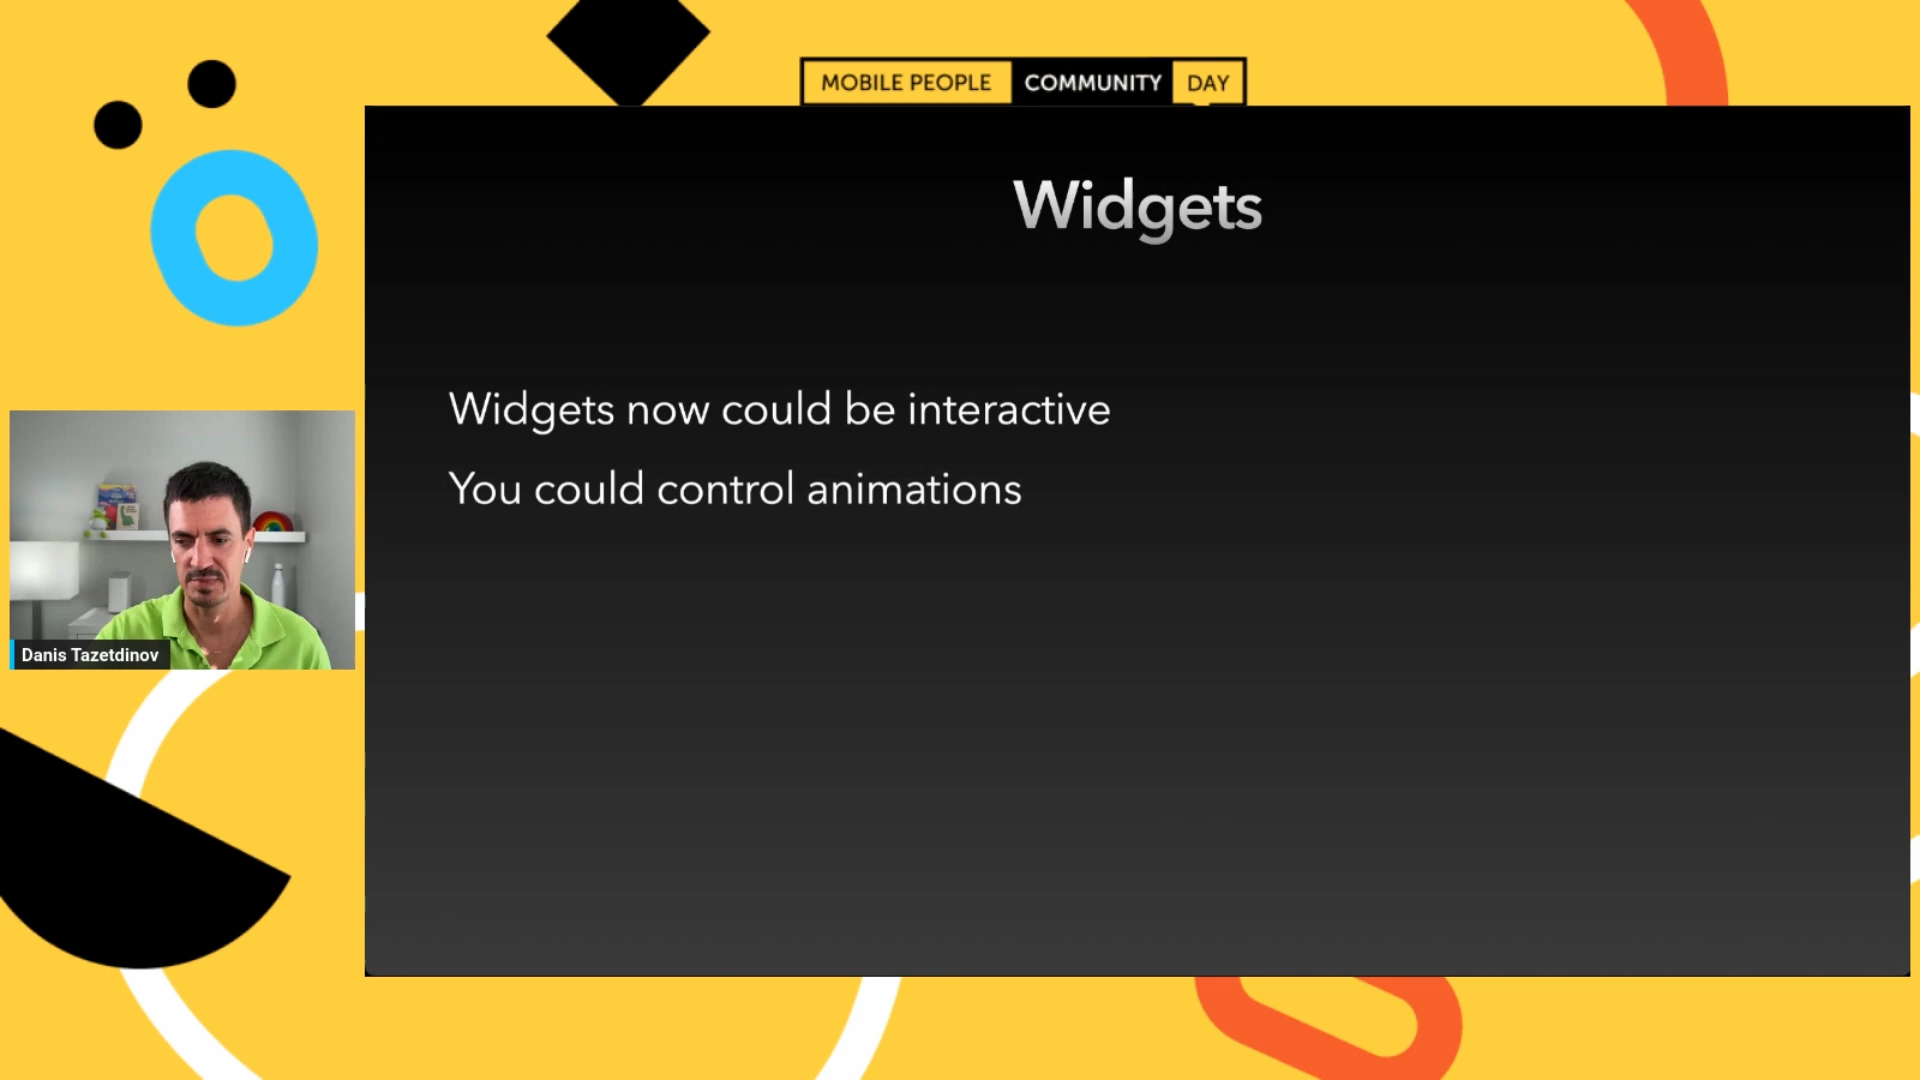 MOBILE PEOPLE COMMUNITY DAY
Widgets
Widgets now could be interactive
You could control animations
Danis Tazetdinov